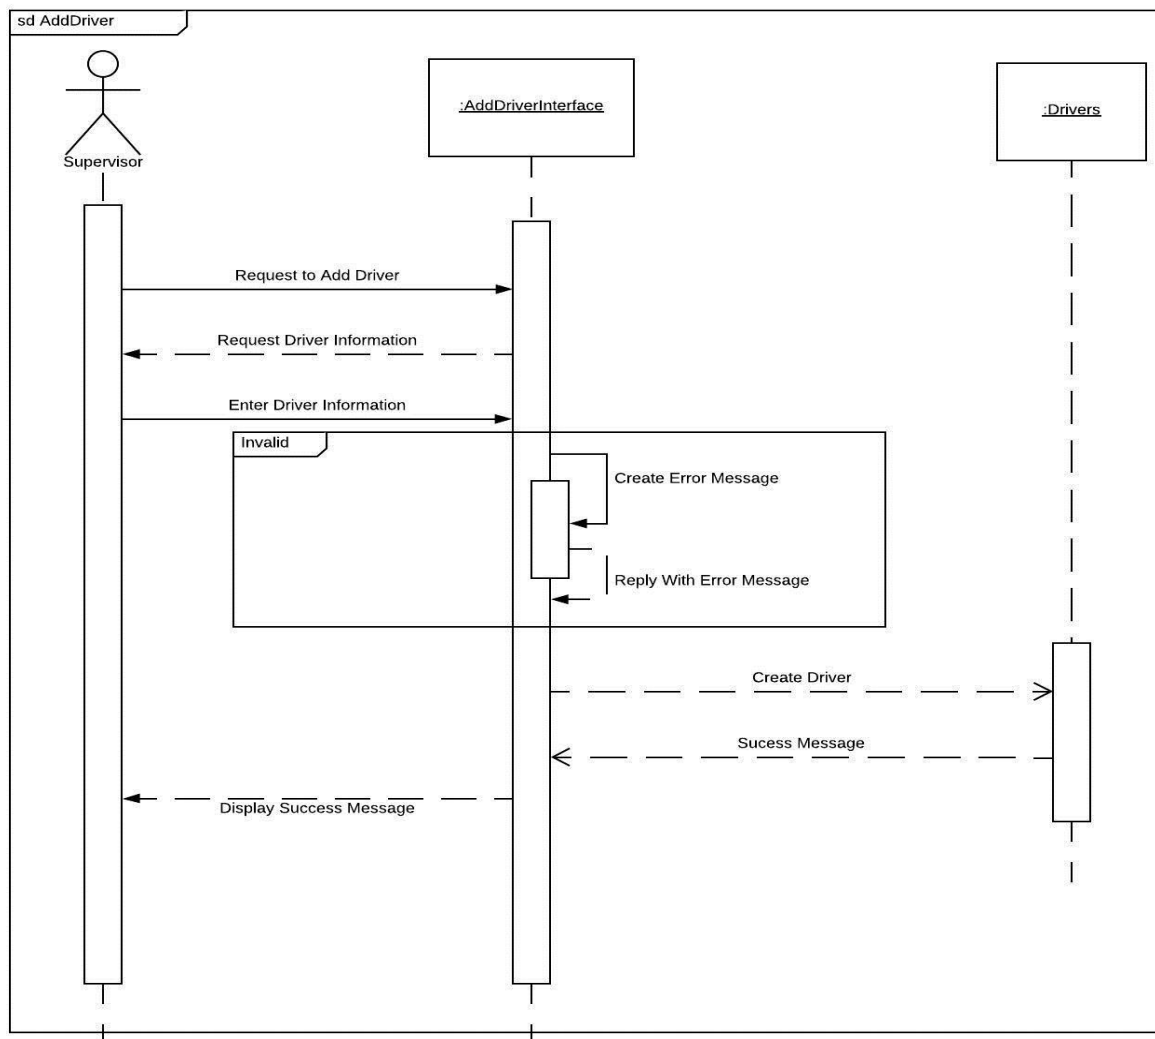 sd AddDriver
Supervisor
:AddDriverInterface
:Drivers
Request to Add Driver
Request Driver Information
Enter Driver Information
Invalid
Create Error Message
Reply With Error Message
Create Driver
Sucess Message
Display Success Message